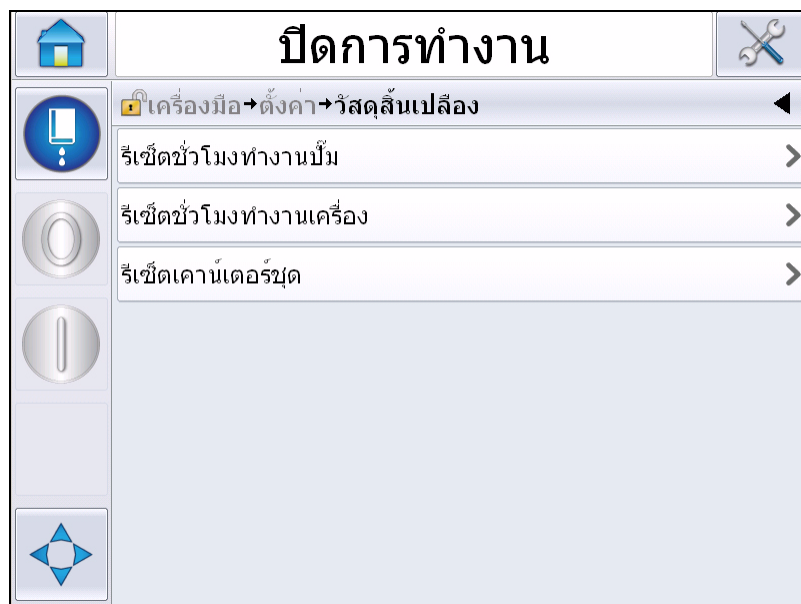 ปิดการทำงาน
เครื่องมือ→ตั้งค่า→วัสดุสิ้นเปลือง
รีเซ็ตชั่วโมงทำงานปั๊ม
รีเซ็ตชั่วโมงทำงานเครื่อง
รีเซ็ตเคาน์เตอร์ชุด